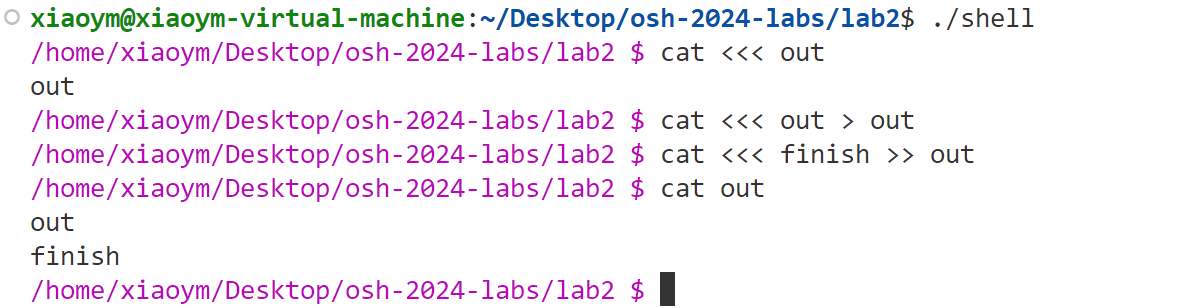 xiaoym@xiaoym-virtual-machine:~/Desktop/osh-2024-labs/lab2$ ./shell
/home/xiaoym/Desktop/osh-2024-labs/lab2 $ cat <<< out
out
/home/xiaoym/Desktop/osh-2024-labs/lab2 $ cat <<< out > out
/home/xiaoym/Desktop/osh-2024-labs/lab2 $ cat <<< finish >> out
/home/xiaoym/Desktop/osh-2024-labs/lab2 $ cat out
out
finish
/home/xiaoym/Desktop/osh-2024-labs/lab2 $